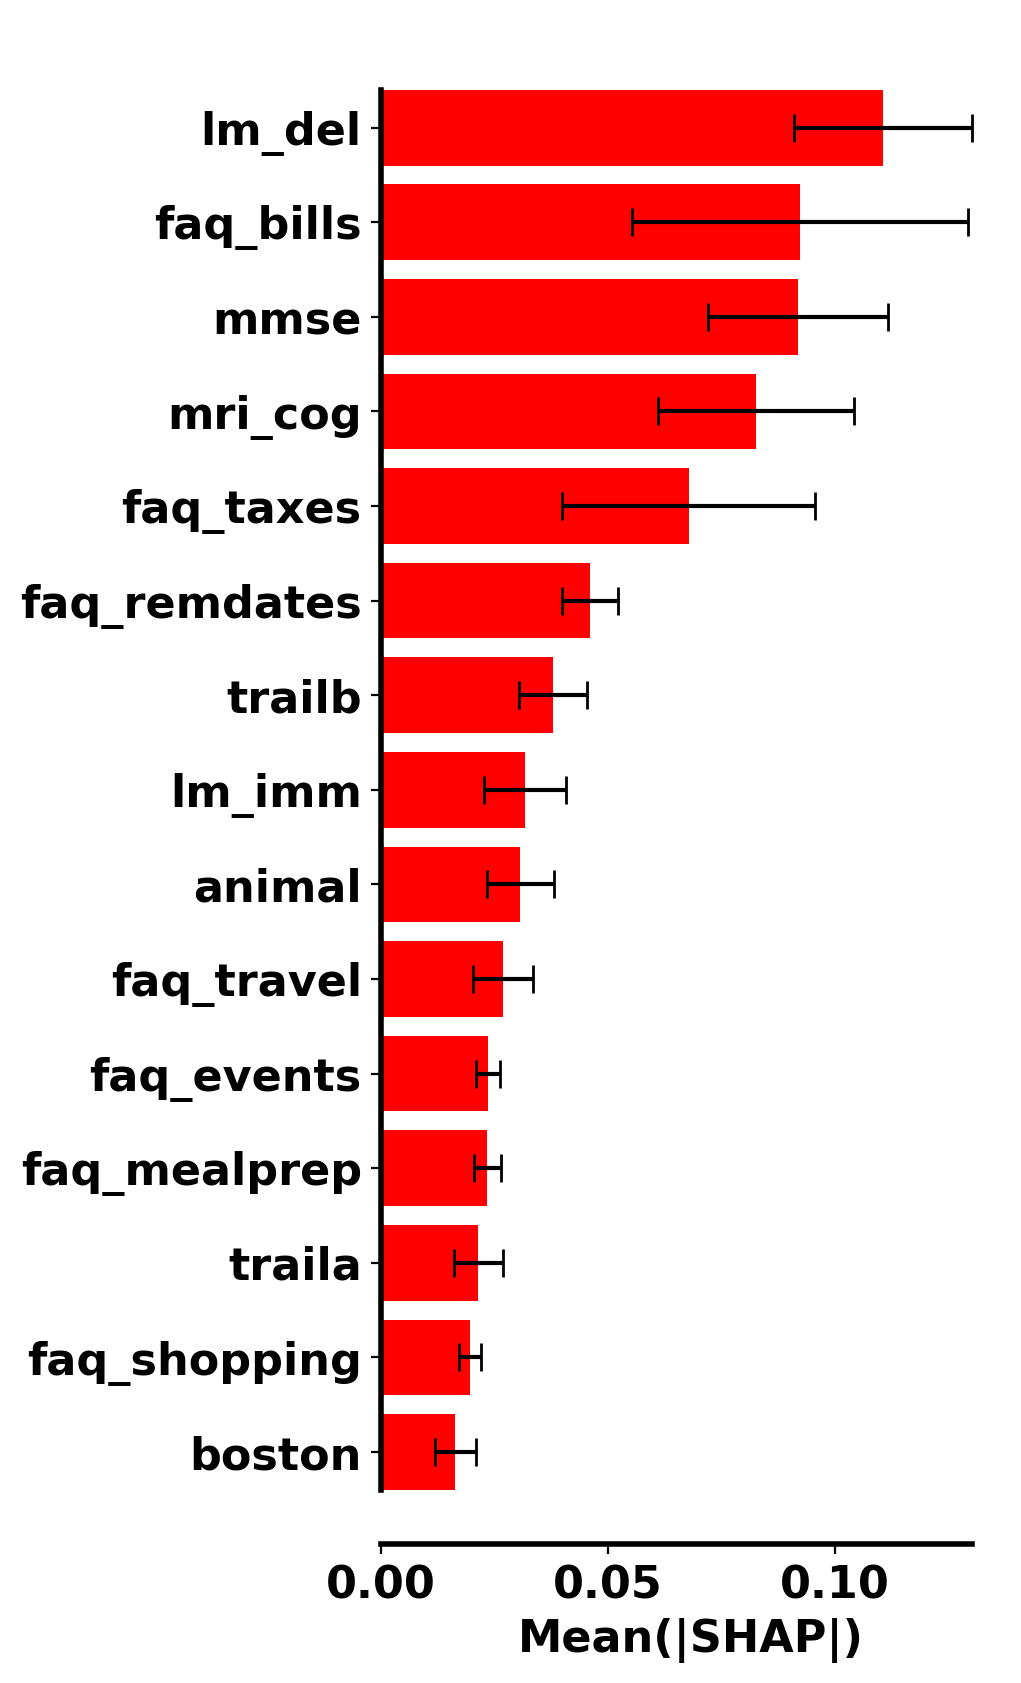 lm_del
faq_bills
mmse
mri_cog
faq_taxes
faq_remdates
trailb
lm_imm
animal
faq_travel
faq_events
faq_mealprep
traila
faq_shopping
boston
0.00 0.05 0.10
Mean(|SHAP|)